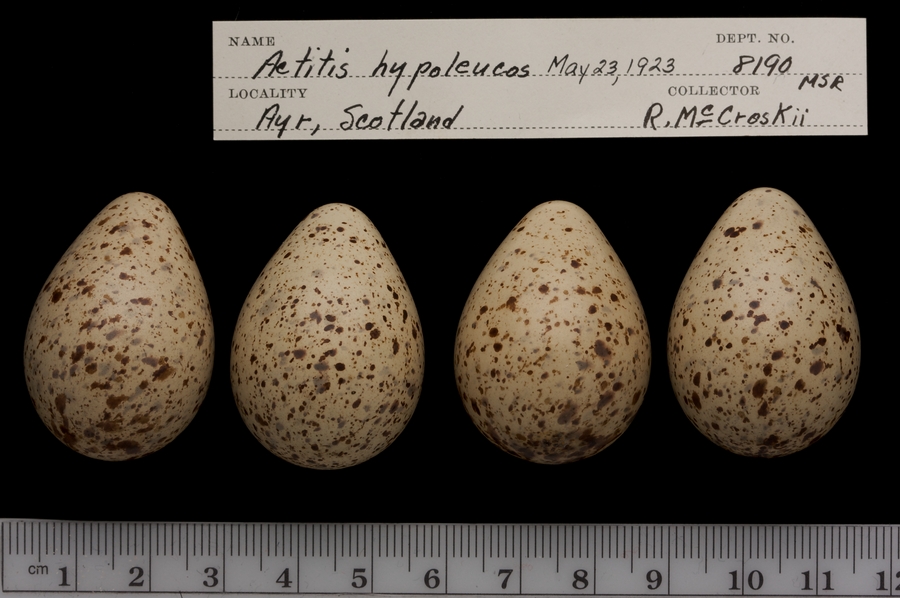 NAME DEPT. NO.
Actitis hypoleucos May 23, 1923 8190
LOCALITY COLLECTOR MSR
Ayr, Scotland R. McCroskii
cm 1 2 3 4 5 6 7 8 9 10 11 12